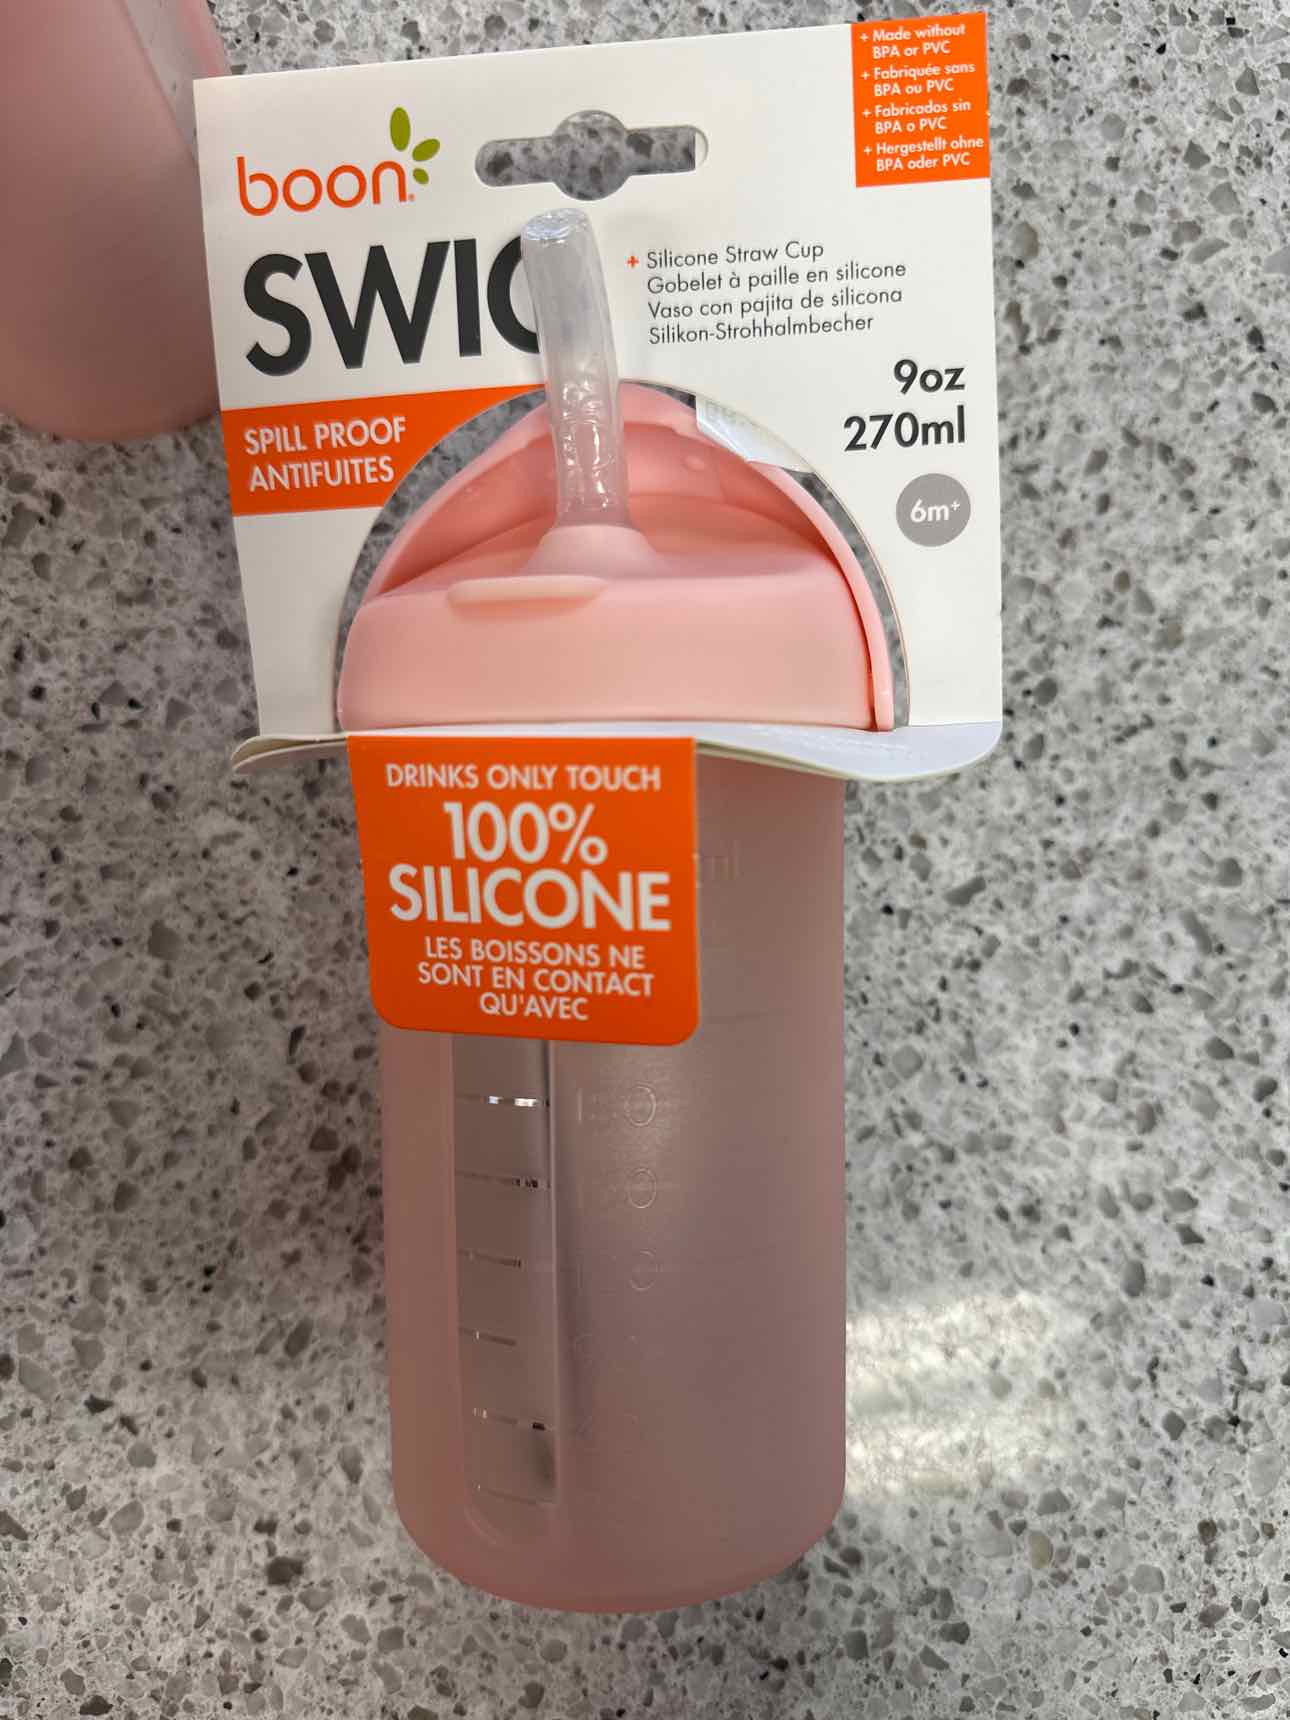 boon
SPILL PROOF
ANTIFUITES
+ Silicone Straw Cup
Gobelet à paille en silicone
Vaso con pajita de silicona
Silikon-Strohhalmbecher
9oz
270ml
6m+
+ Made without
BPA or PVC
+ Fabriquée sans
BPA ou PVC
+ Fabricados sin
BPA o PVC
+ Hergestellt ohne
BPA oder PVC
DRINKS ONLY TOUCH
100%
SILICONE
LES BOISSONS NE
SONT EN CONTACT
QU'AVEC
ml